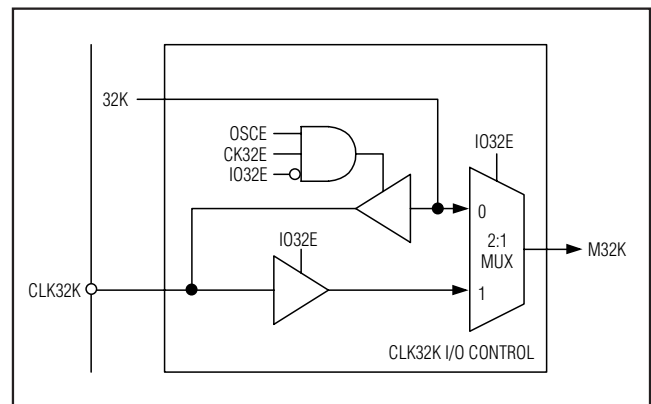 32K
OSCE
CK32E
IO32E
IO32E
0
2:1
MUX
M32K
IO32E
CLK32K
1
CLK32K I/O CONTROL